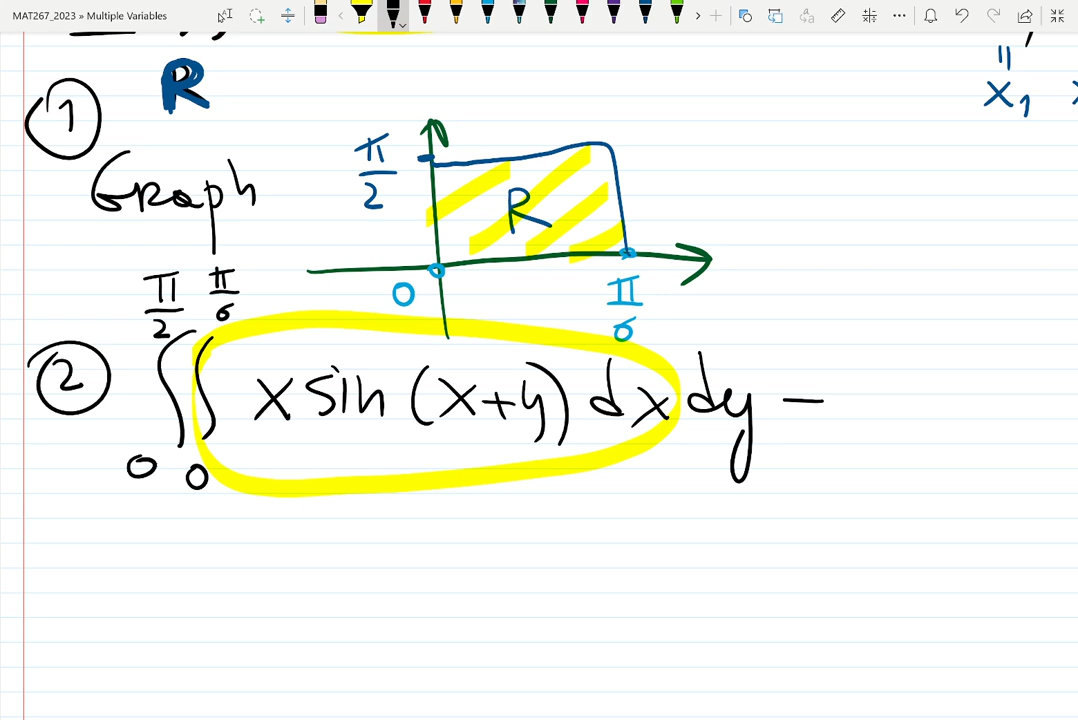 MAT267_2023 » Multiple Variables
①
R
Graph
π/2
R
0
π/6
x₁
②
∫₀^{π/2} ∫₀^{π/6} x sin (x+y) dx dy –